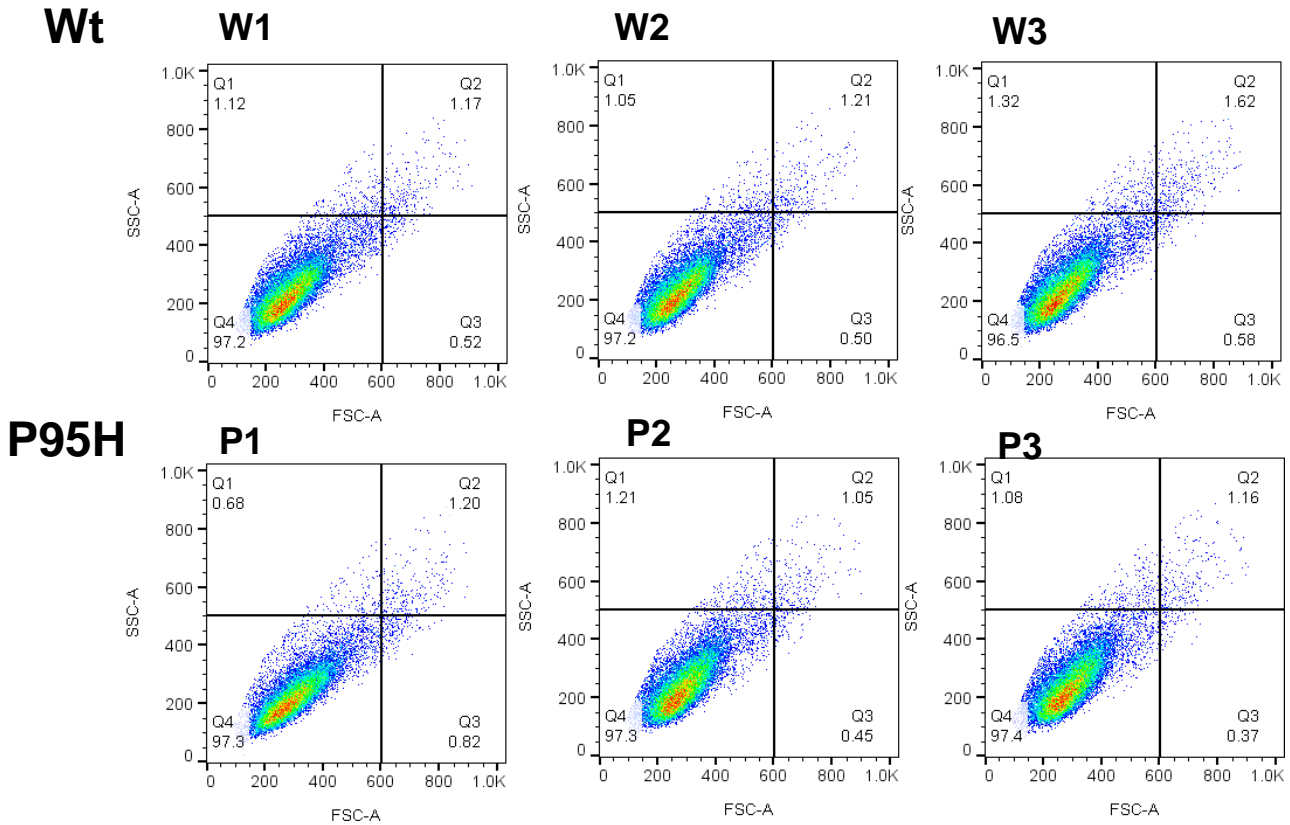 Wt
W1
W2
W3
1.0K
800
600
400
200
0
SSC-A
Q1
1.12
Q2
1.17
Q4
97.2
Q3
0.52
0 200 400 600 800 1.0K
FSC-A
1.0K
800
600
400
200
0
SSC-A
Q1
1.05
Q2
1.21
Q4
97.2
Q3
0.50
0 200 400 600 800 1.0K
FSC-A
1.0K
800
600
400
200
0
SSC-A
Q1
1.32
Q2
1.62
Q4
96.5
Q3
0.58
0 200 400 600 800 1.0K
FSC-A
P95H
P1
P2
P3
1.0K
800
600
400
200
0
SSC-A
Q1
0.68
Q2
1.20
Q4
97.3
Q3
0.82
0 200 400 600 800 1.0K
FSC-A
1.0K
800
600
400
200
0
SSC-A
Q1
1.21
Q2
1.05
Q4
97.3
Q3
0.45
0 200 400 600 800 1.0K
FSC-A
1.0K
800
600
400
200
0
SSC-A
Q1
1.08
Q2
1.16
Q4
97.4
Q3
0.37
0 200 400 600 800 1.0K
FSC-A